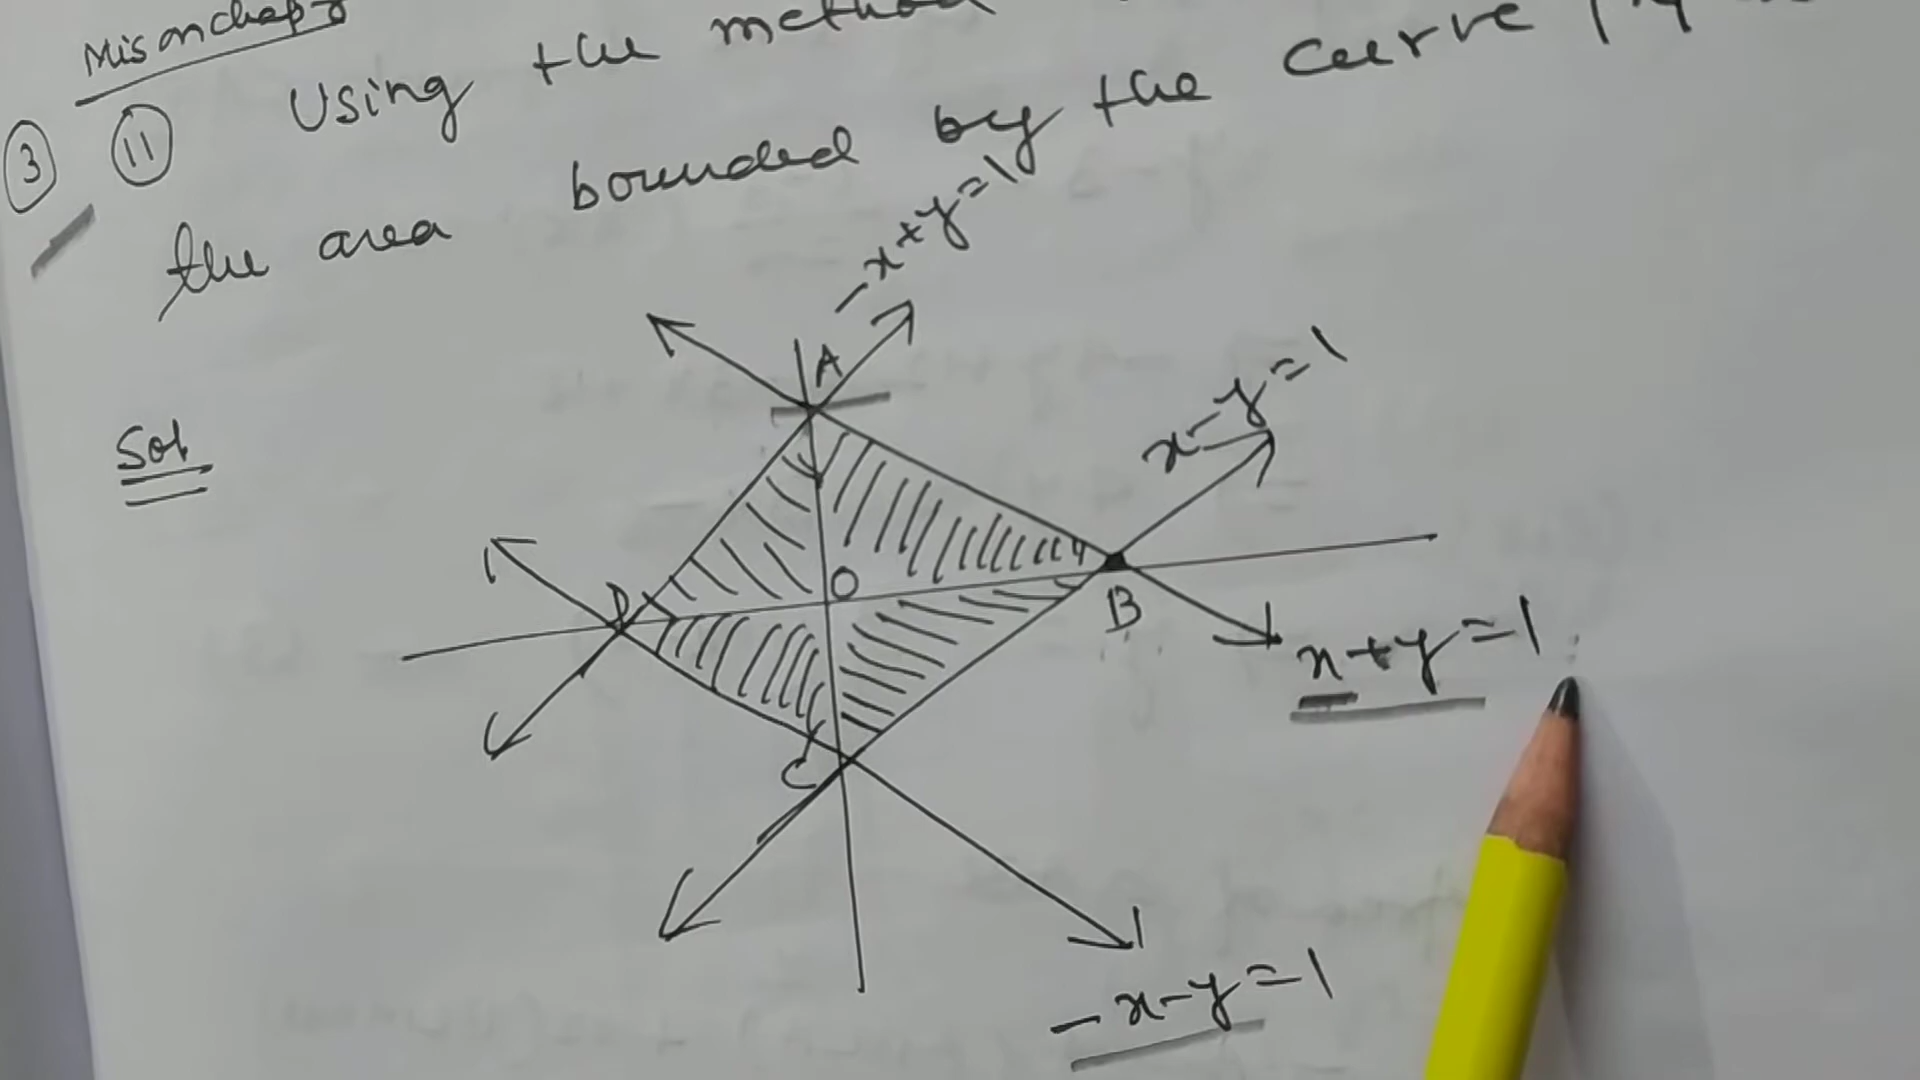 Mis on chap 8
③ ⑪ Using the method
the area bounded by the curve
-x+y=1
A
x-y=1
Sol
D O B
x+y=1
C
-x-y=1